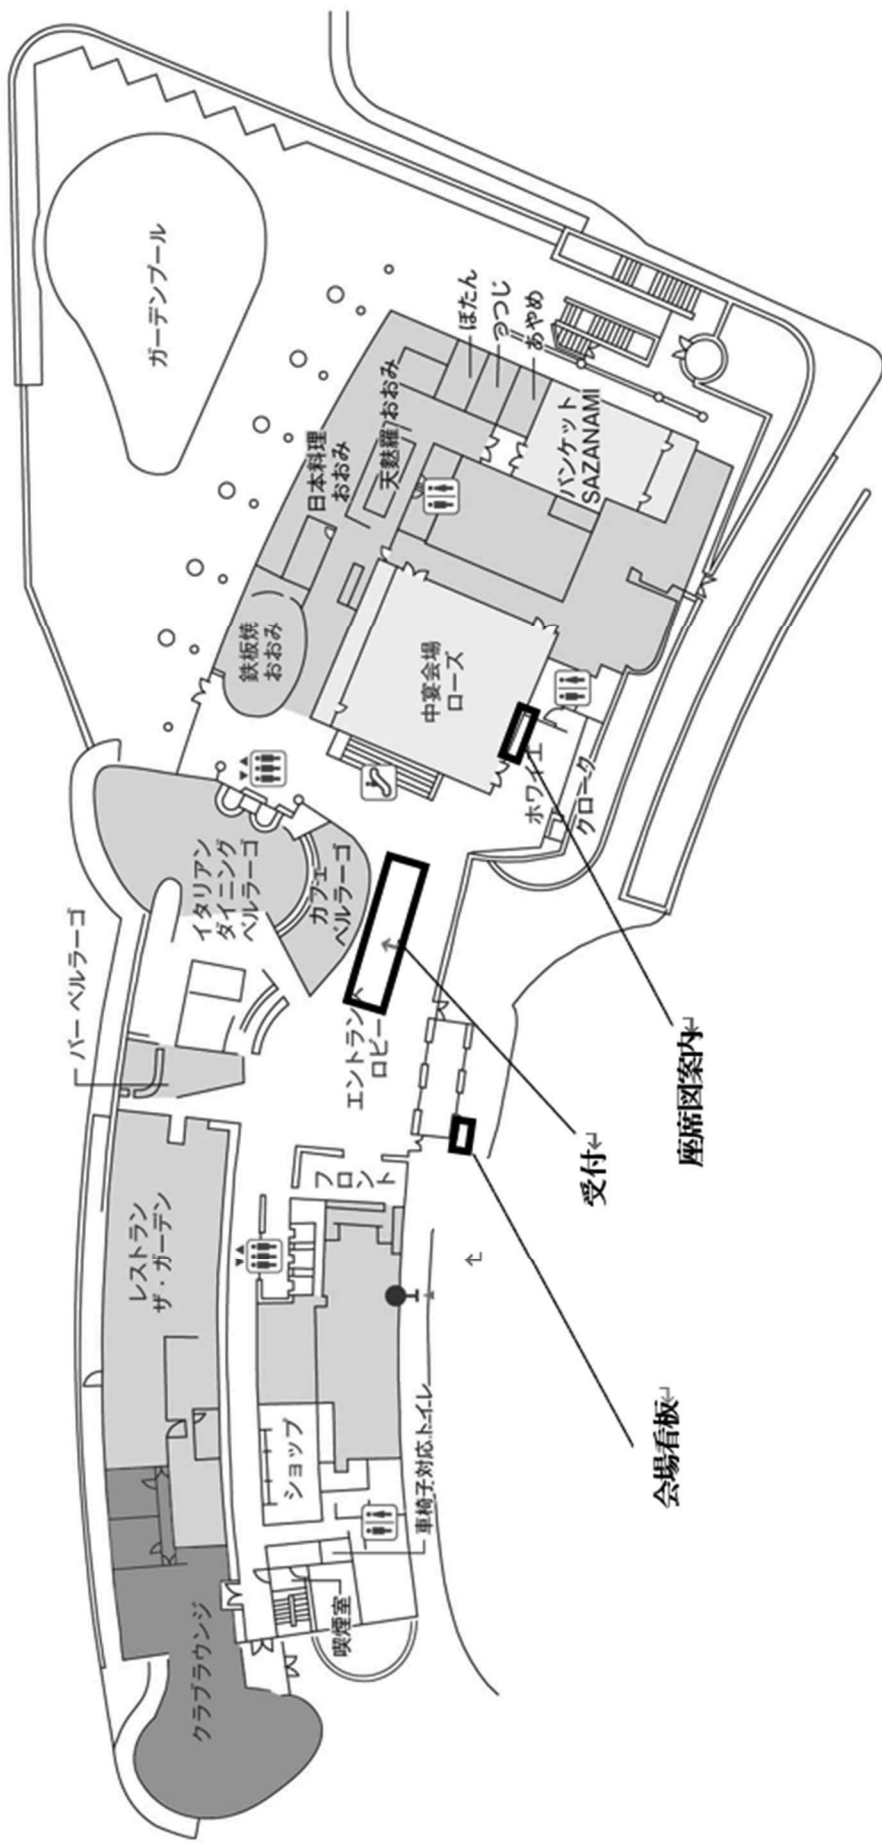 ガーデンプール
ぼたん
つつじ
あやめ
日本料理
おおみ
天麩羅 おおみ
バンケット
SAZANAMI
鉄板焼
おおみ
中宴会場
ローズ
ホワイエ
クローク
イタリアン
ダイニング
ベルラーゴ
カフェ
ベルラーゴ
バー ベルラーゴ
エントランス
ロビー
フロント
レストラン
ザ・ガーデン
ショップ
車椅子対応トイレ
喫煙室
クラブラウンジ
座席図案内
受付
会場看板